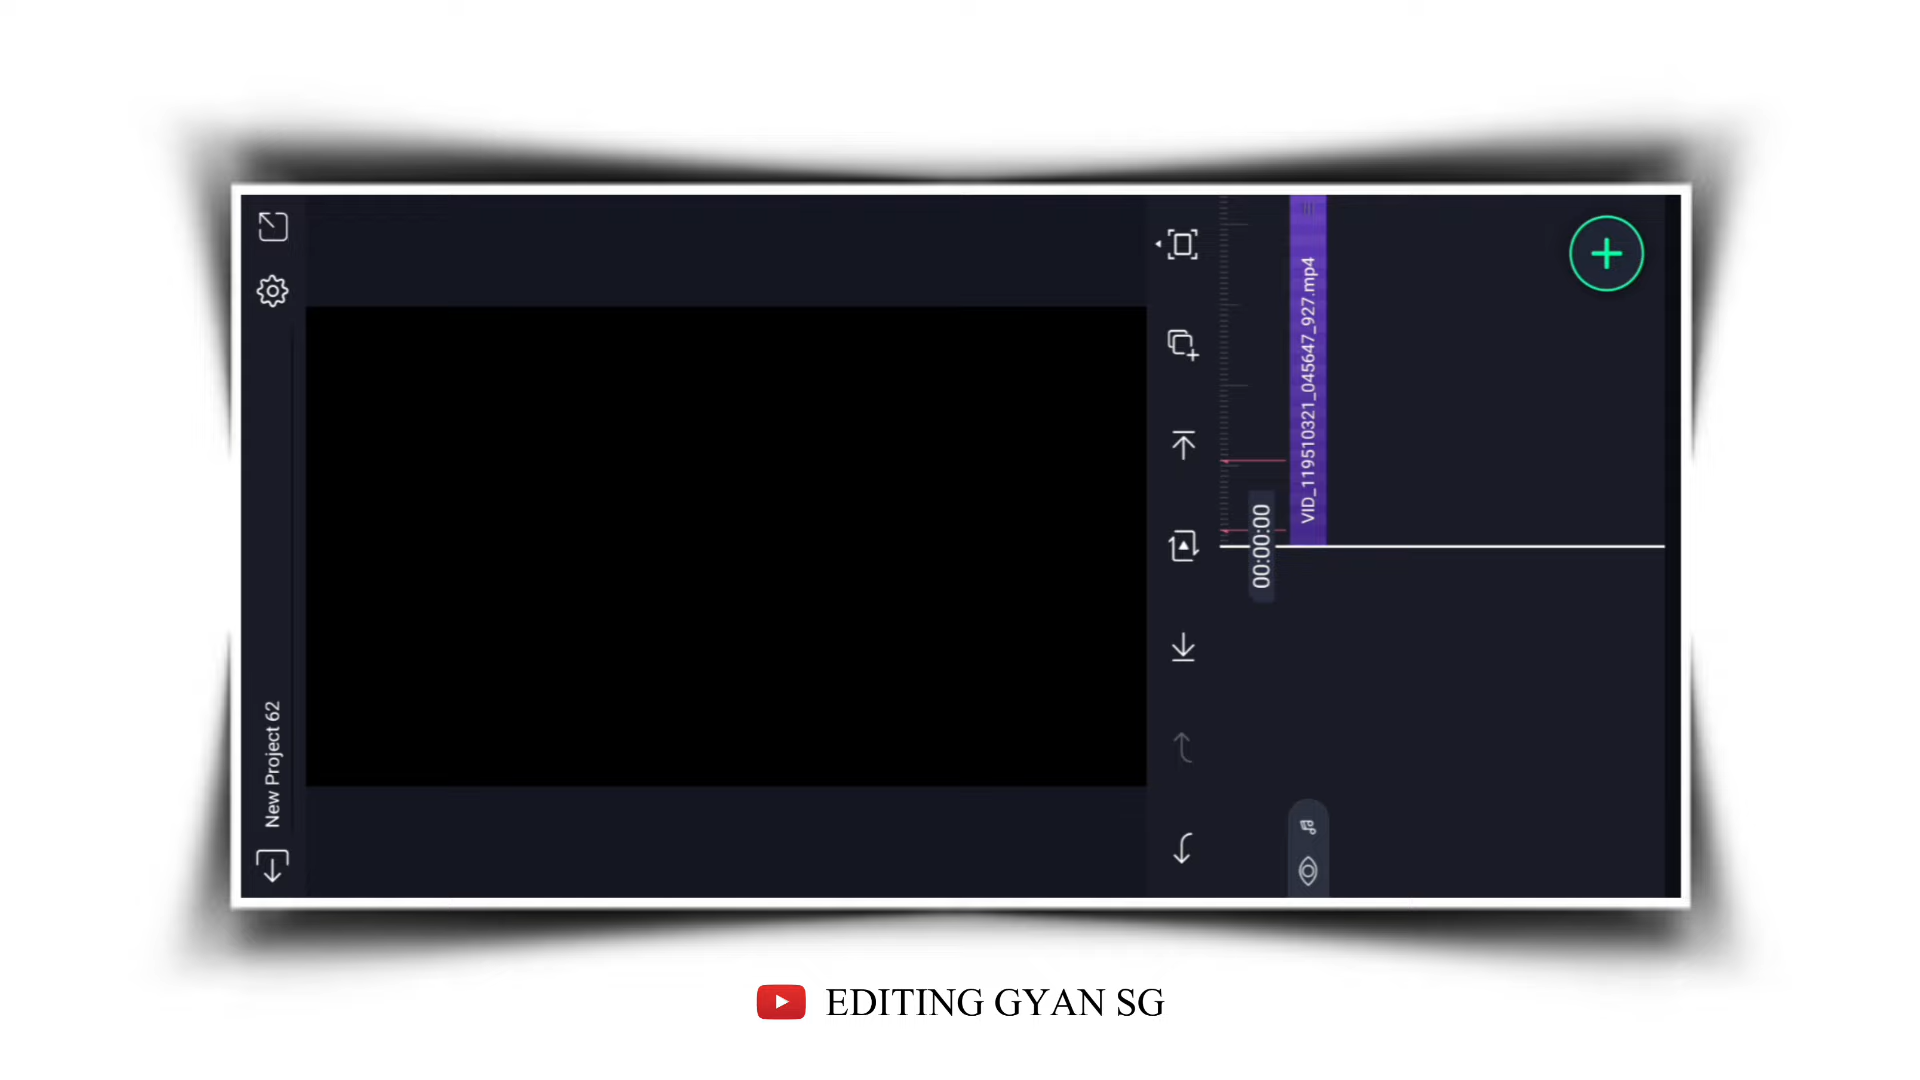 New Project 62
00:00:00
VID_119510321_045647_927.mp4
EDITING GYAN SG